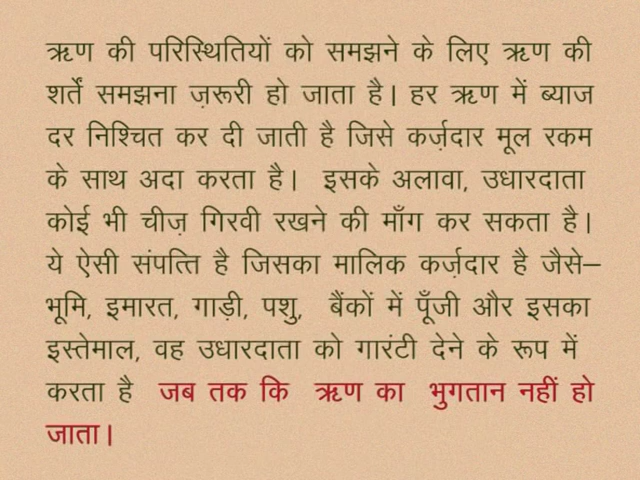 ऋण की परिस्थितियों को समझने के लिए ऋण की
शर्तें समझना ज़रूरी हो जाता है। हर ऋण में ब्याज
दर निश्चित कर दी जाती है जिसे कर्ज़दार मूल रकम
के साथ अदा करता है। इसके अलावा, उधारदाता
कोई भी चीज़ गिरवी रखने की माँग कर सकता है।
ये ऐसी संपत्ति है जिसका मालिक कर्ज़दार है जैसे–
भूमि, इमारत, गाड़ी, पशु, बैंकों में पूँजी और इसका
इस्तेमाल, वह उधारदाता को गारंटी देने के रूप में
करता है जब तक कि ऋण का भुगतान नहीं हो
जाता।